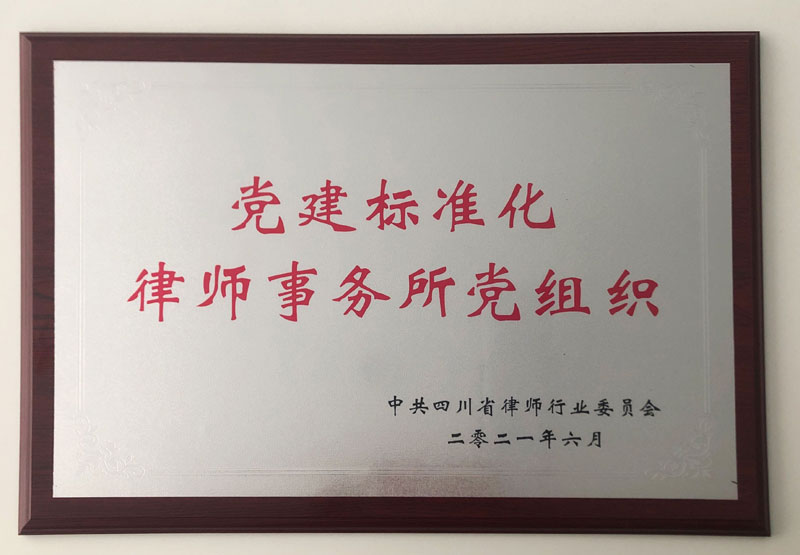 党建标准化
律师事务所党组织
中共四川省律师行业委员会
二零二一年六月